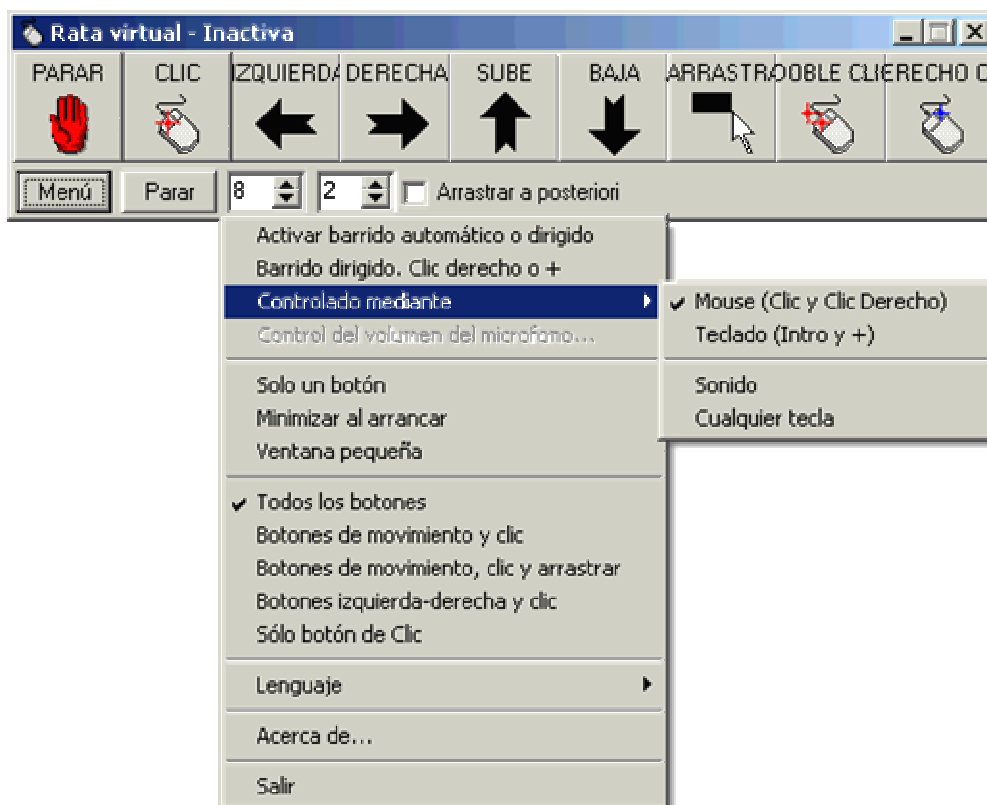 Rata virtual - Inactiva
PARAR CLIC IZQUIERDA DERECHA SUBE BAJA ARRASTRA DOBLE CLI ERECHO C
Menú Parar 8 2 Arrastrar a posteriori
Activar barrido automático o dirigido
Barrido dirigido. Clic derecho o +
Controlado mediante
Control del volumen del microfono...
Solo un botón
Minimizar al arrancar
Ventana pequeña
Todos los botones
Botones de movimiento y clic
Botones de movimiento, clic y arrastrar
Botones izquierda-derecha y clic
Sólo botón de Clic
Lenguaje
Acerca de...
Salir
Mouse (Clic y Clic Derecho)
Teclado (Intro y +)
Sonido
Cualquier tecla